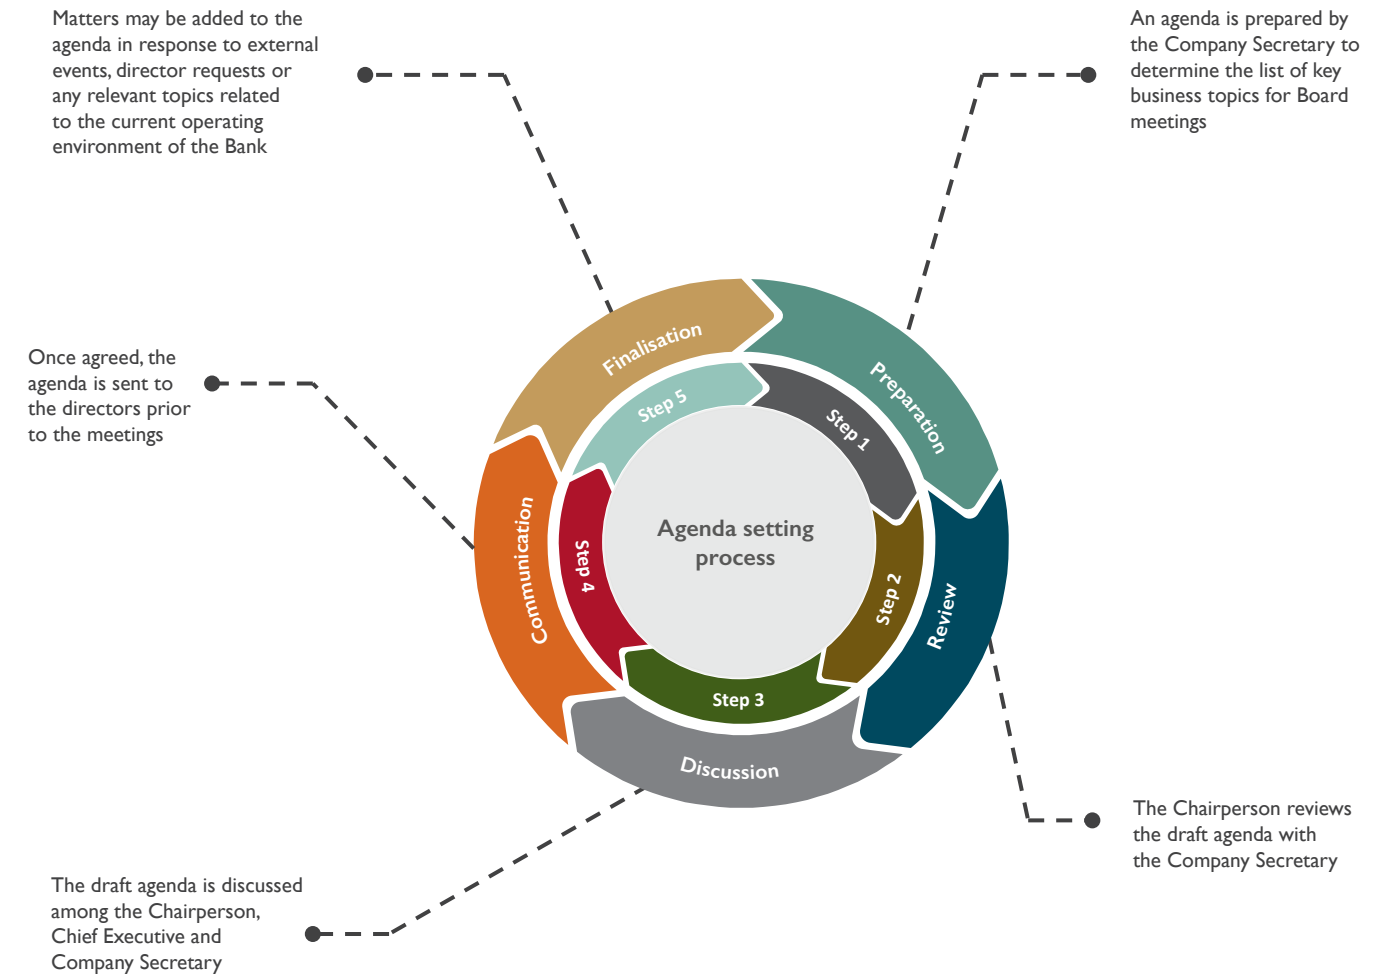 Matters may be added to the
agenda in response to external
events, director requests or
any relevant topics related
to the current operating
environment of the Bank
An agenda is prepared by
the Company Secretary to
determine the list of key
business topics for Board
meetings
Once agreed, the
agenda is sent to
the directors prior
to the meetings
Finalisation
Preparation
Step 5
Step 1
Agenda setting
process
Communication
Step 4
Step 2
Review
Step 3
Discussion
The Chairperson reviews
the draft agenda with
the Company Secretary
The draft agenda is discussed
among the Chairperson,
Chief Executive and
Company Secretary